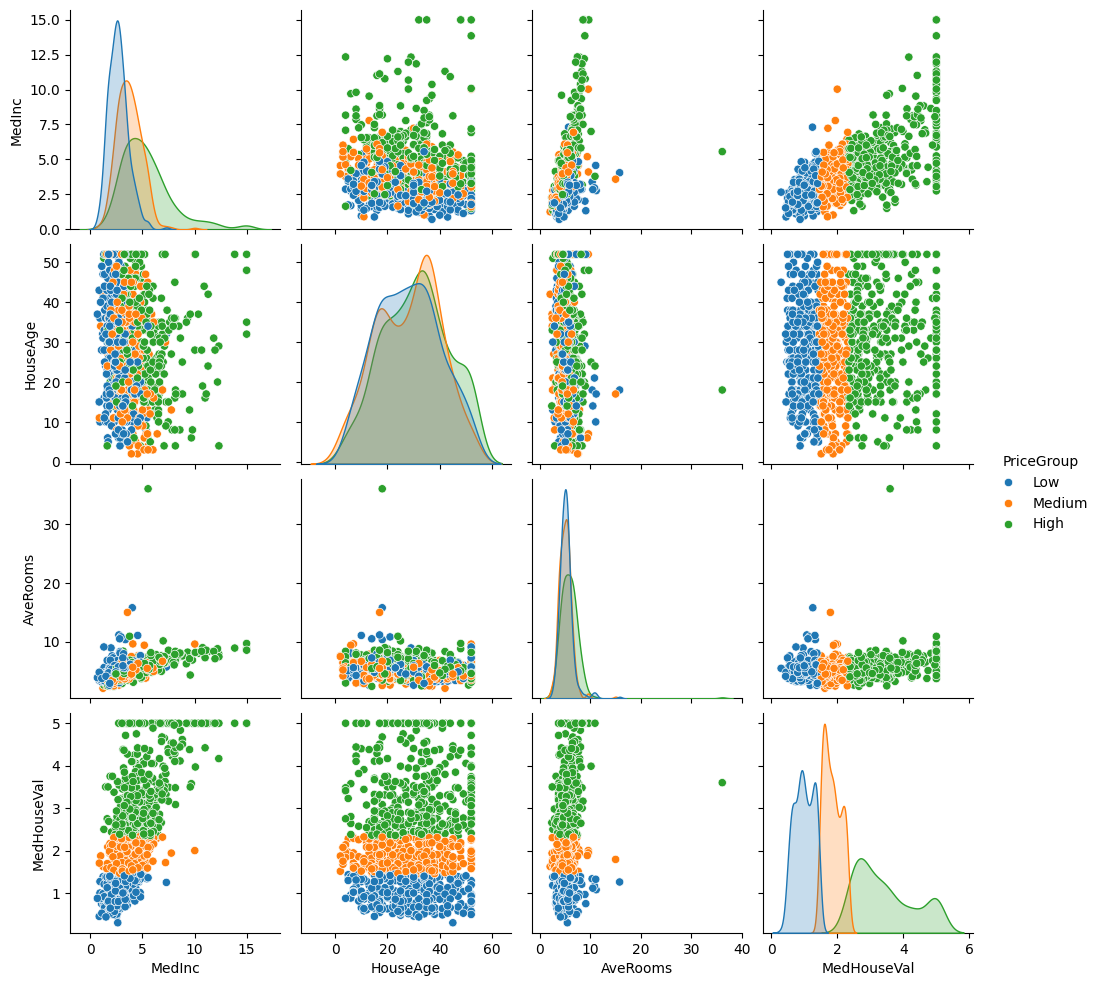 15.0
12.5
10.0
7.5
5.0
2.5
0.0
MedInc
50
40
30
20
10
0
HouseAge
PriceGroup
Low
Medium
High
30
20
10
AveRooms
5
4
3
2
1
MedHouseVal
0 5 10 15
0 20 40 60
0 10 20 30 40
0 2 4 6
MedInc HouseAge AveRooms MedHouseVal